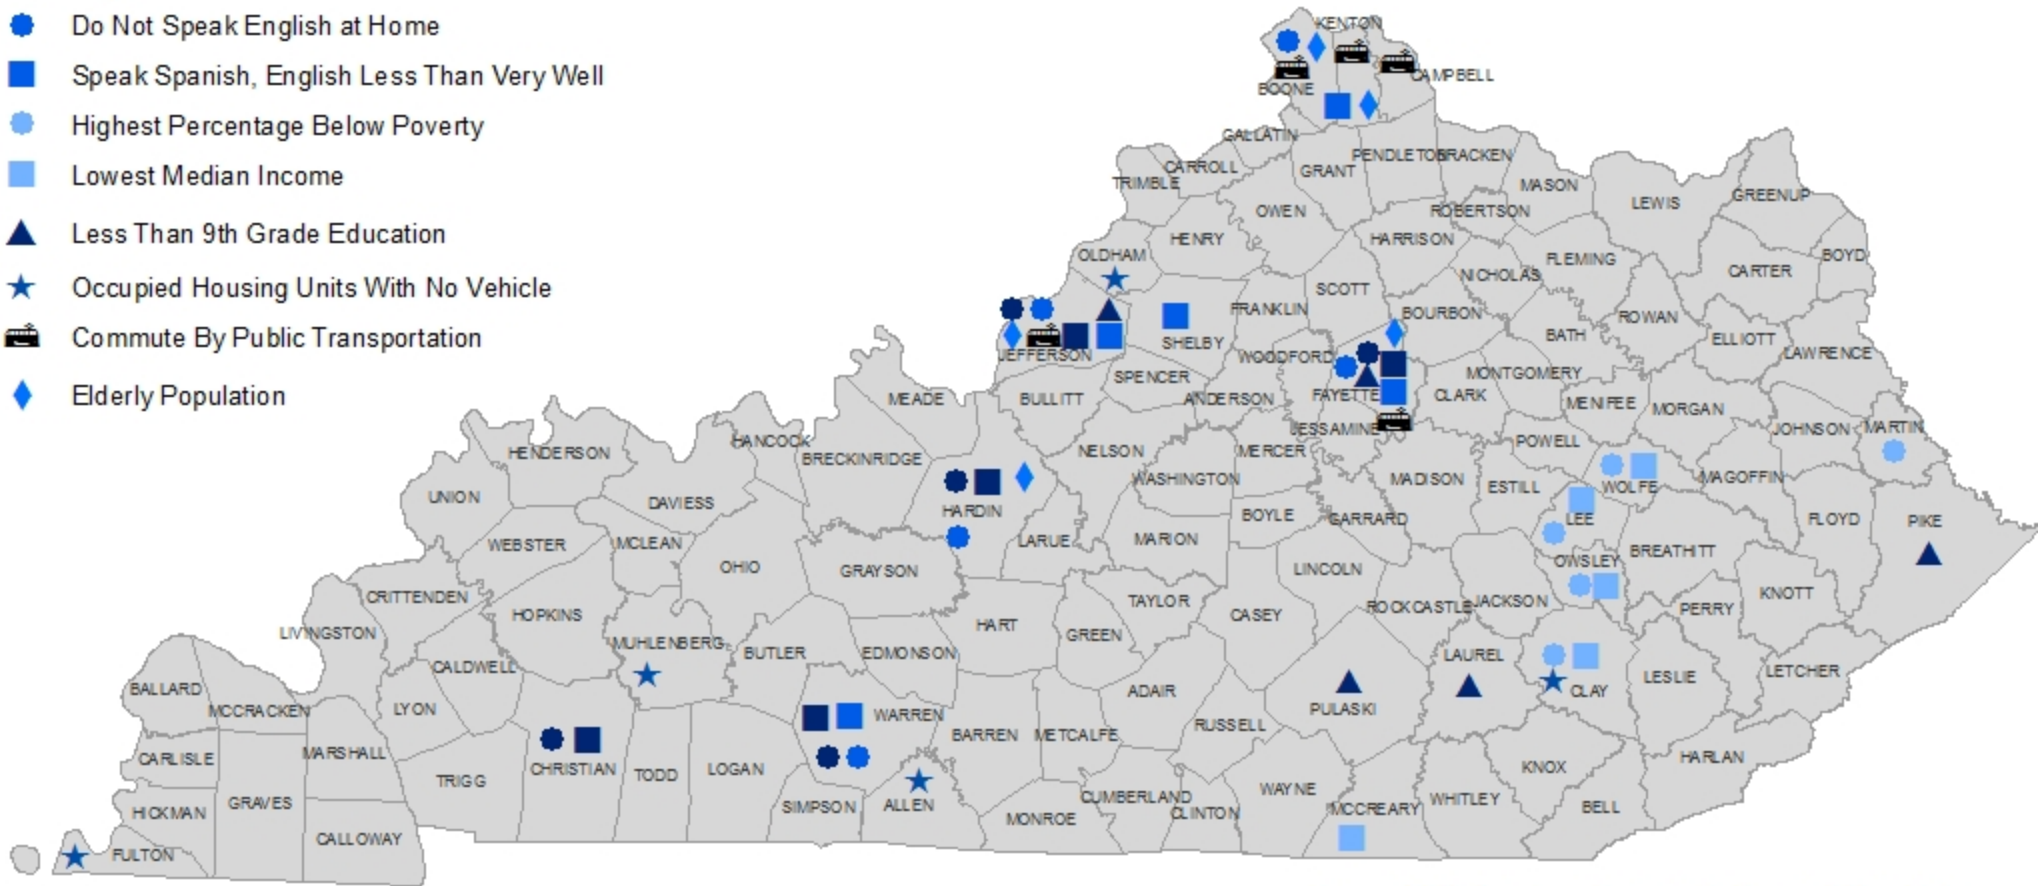 Do Not Speak English at Home
Speak Spanish, English Less Than Very Well
Highest Percentage Below Poverty
Lowest Median Income
Less Than 9th Grade Education
Occupied Housing Units With No Vehicle
Commute By Public Transportation
Elderly Population
KENTON
CAMPBELL
BOONE
GALLATIN
PENDLETON
BRACKEN
CARROLL
GRANT
TRIMBLE
MASON
LEWIS
GREENUP
OWEN
ROBERTSON
HENRY
HARRISON
OLDHAM
FLEMING
BOYD
NICHOLAS
CARTER
SCOTT
FRANKLIN
BOURBON
ROWAN
BATH
ELLIOTT
SHELBY
JEFFERSON
WOODFORD
LAWRENCE
SPENCER
MONTGOMERY
MEADE
BULLITT
ANDERSON
FAYETTE
CLARK
MENIFEE
MORGAN
JESSAMINE
JOHNSON
MARTIN
HANCOCK
POWELL
HENDERSON
BRECKINRIDGE
NELSON
MERCER
WASHINGTON
MADISON
MAGOFFIN
ESTILL
WOLFE
UNION
DAVIESS
HARDIN
BOYLE
GARRARD
LEE
FLOYD
PIKE
WEBSTER
MCLEAN
LARUE
MARION
BREATHITT
OHIO
GRAYSON
LINCOLN
OWSLEY
CRITTENDEN
HOPKINS
TAYLOR
CASEY
ROCKCASTLE
JACKSON
PERRY
KNOTT
LIVINGSTON
MUHLENBERG
HART
GREEN
BUTLER
EDMONSON
LAUREL
CALDWELL
LETCHER
BALLARD
ADAIR
CLAY
LESLIE
MCCRACKEN
LYON
WARREN
PULASKI
RUSSELL
BARREN
METCALFE
CARLISLE
MARSHALL
CHRISTIAN
TODD
LOGAN
KNOX
HARLAN
TRIGG
WAYNE
GRAVES
SIMPSON
ALLEN
CUMBERLAND
CLINTON
MCCREARY
WHITLEY
BELL
HICKMAN
MONROE
CALLOWAY
FULTON